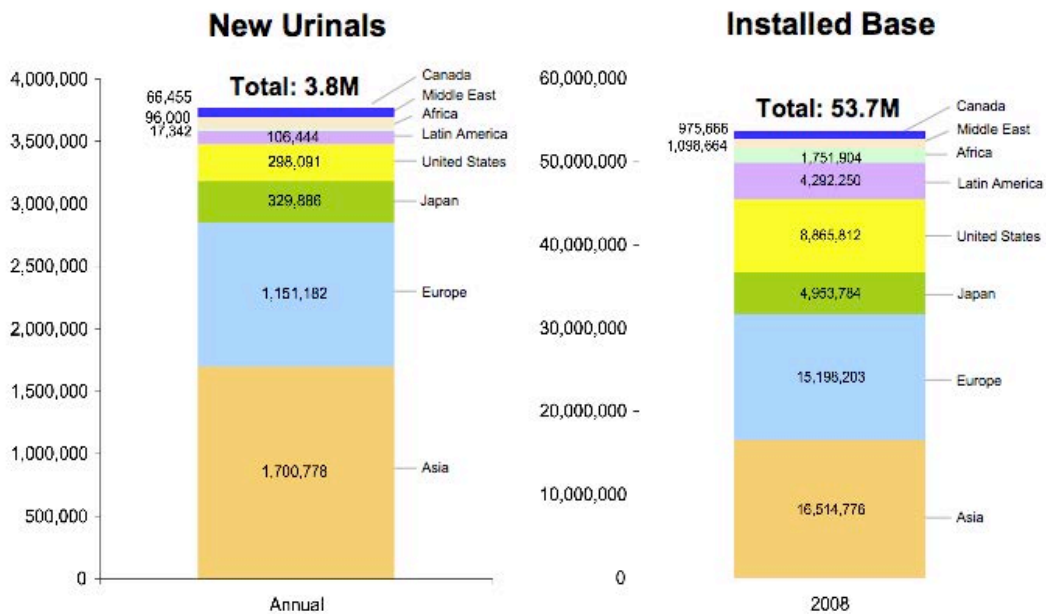 New Urinals
4,000,000
3,500,000
3,000,000
2,500,000
2,000,000
1,500,000
1,000,000
500,000
0
Total: 3.8M
66,455
96,000
17,342
106,444
298,091
329,886
1,151,182
1,700,778
Canada
Middle East
Africa
Latin America
United States
Japan
Europe
Asia
Annual
Installed Base
60,000,000
50,000,000
40,000,000
30,000,000
20,000,000
10,000,000
0
Total: 53.7M
975,666
1,098,664
1,751,904
4,292,250
8,865,812
4,953,784
15,198,203
16,514,776
Canada
Middle East
Africa
Latin America
United States
Japan
Europe
Asia
2008